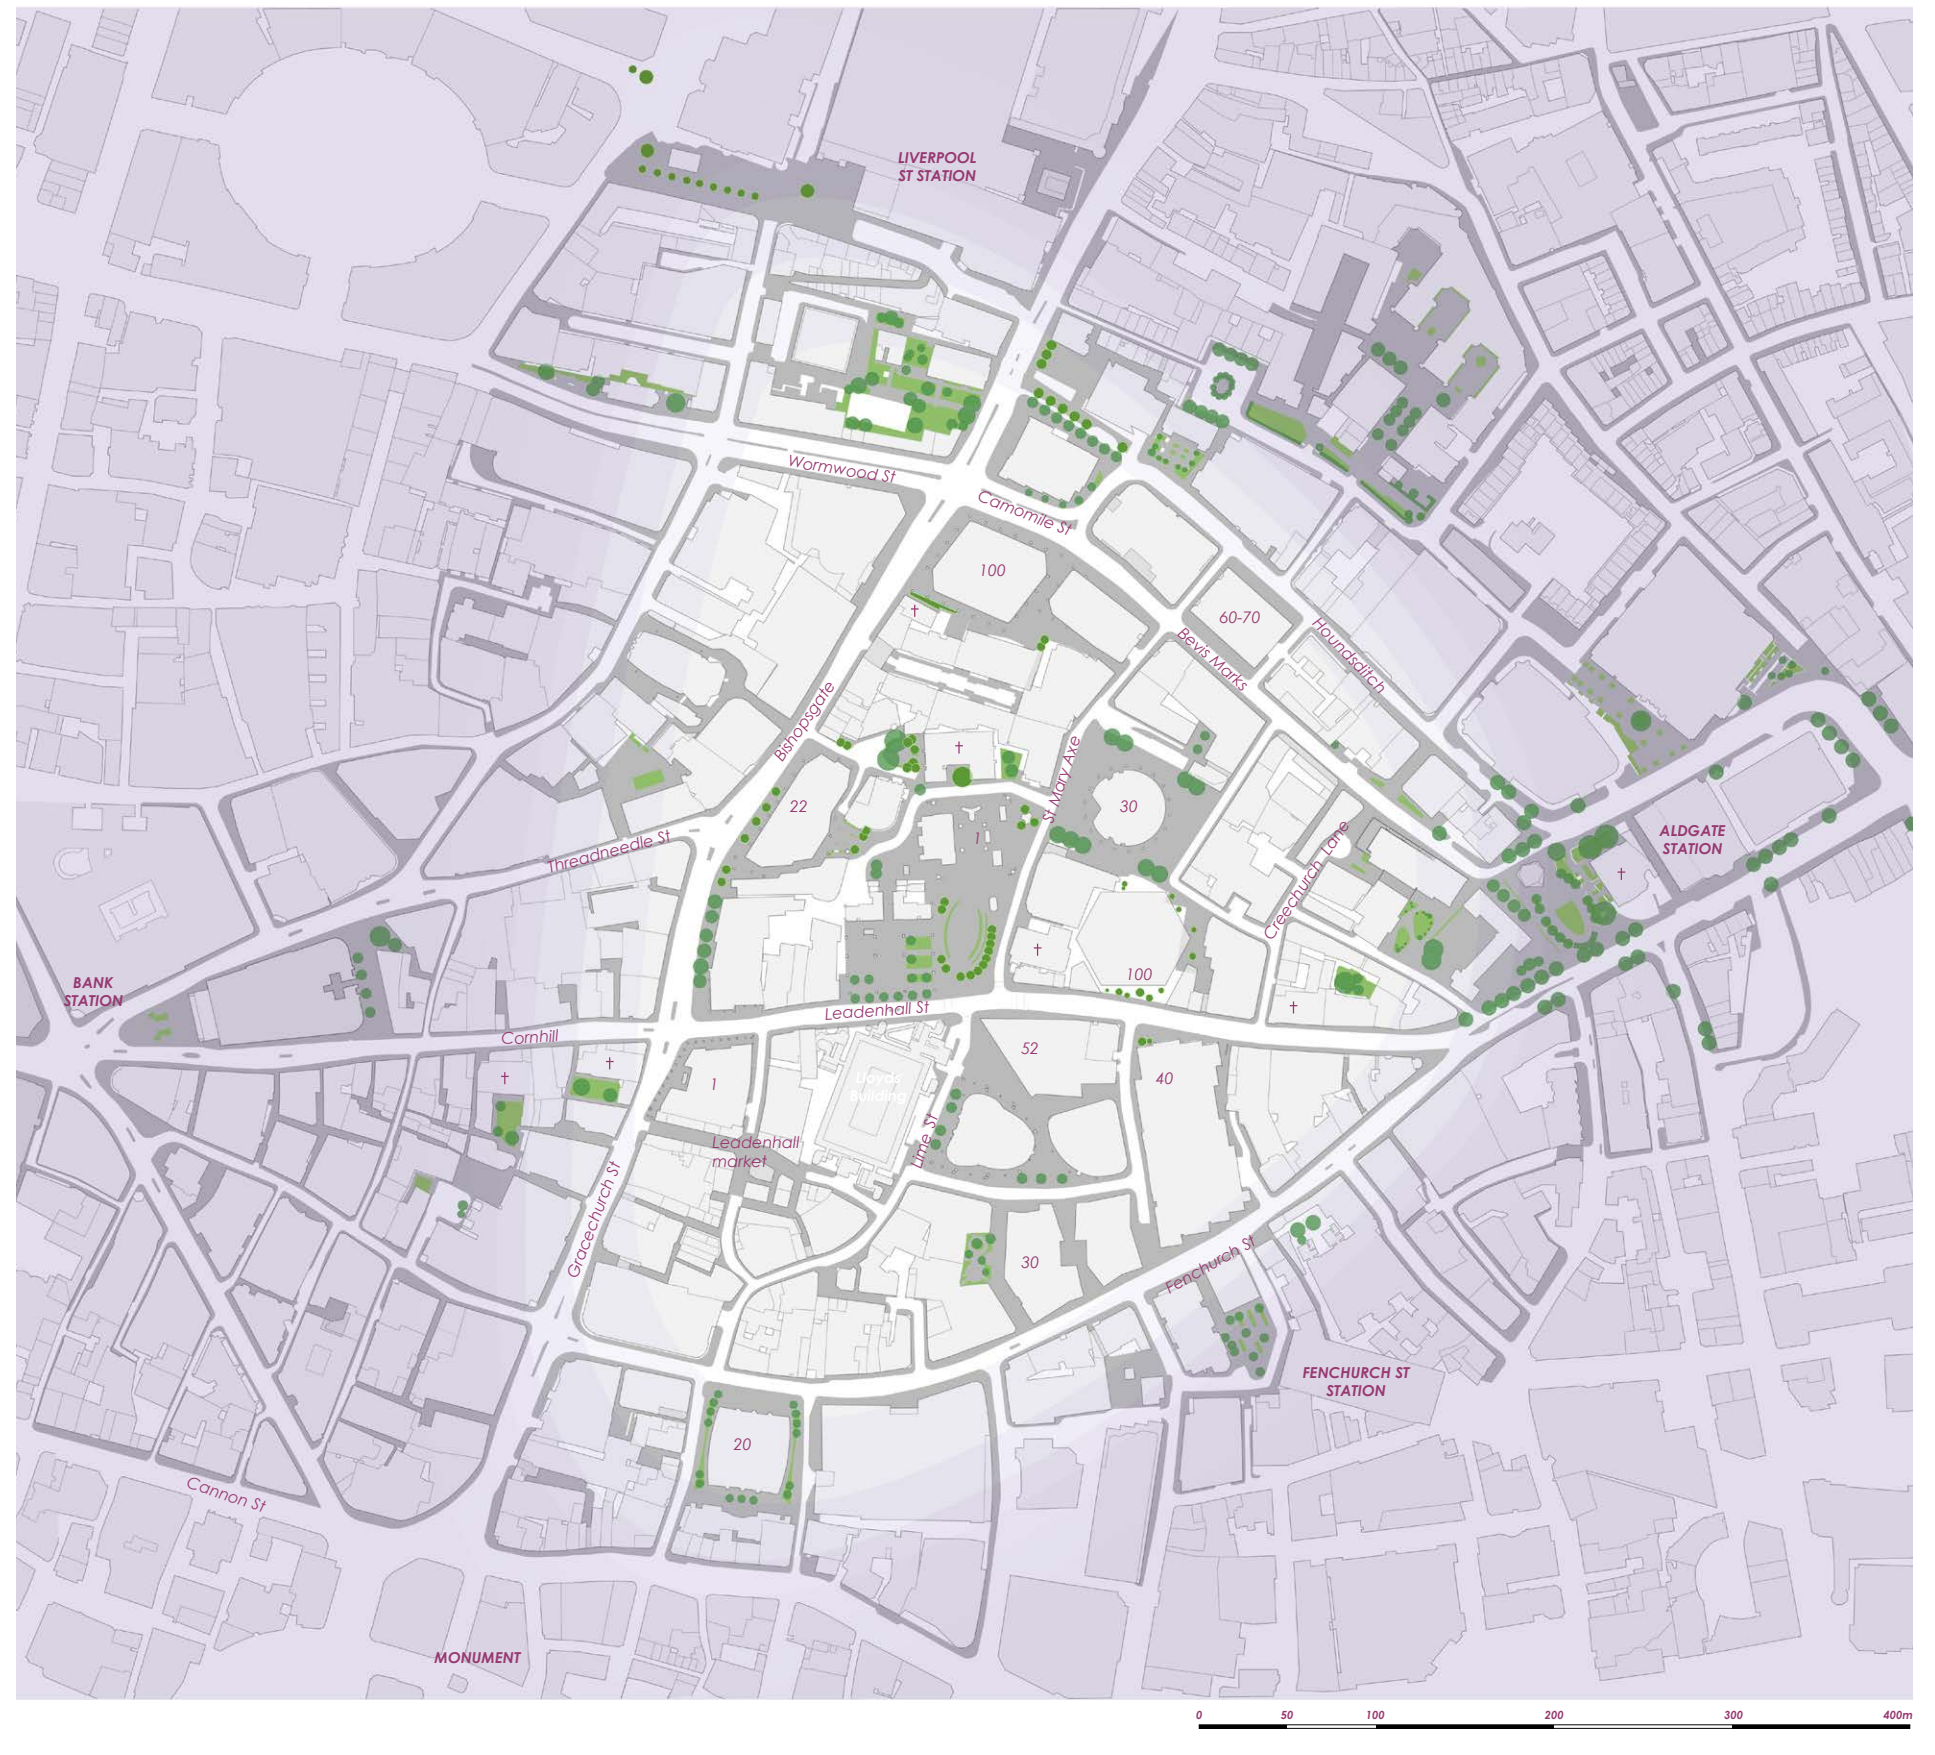 LIVERPOOL
ST STATION
Wormwood St
Camomile St
100
†
60-70
Bevis Marks
Houndsditch
Bishopsgate
†
St Mary Axe
22
30
1
Threadneedle St
Creechurch Lane
ALDGATE
STATION
†
†
100
BANK
STATION
†
Leadenhall St
Cornhill
52
†
†
1
Lloyds
Building
40
Leadenhall
market
Lime St
Gracechurch St
30
Fenchurch St
FENCHURCH ST
STATION
20
Cannon St
MONUMENT
0 50 100 200 300 400m